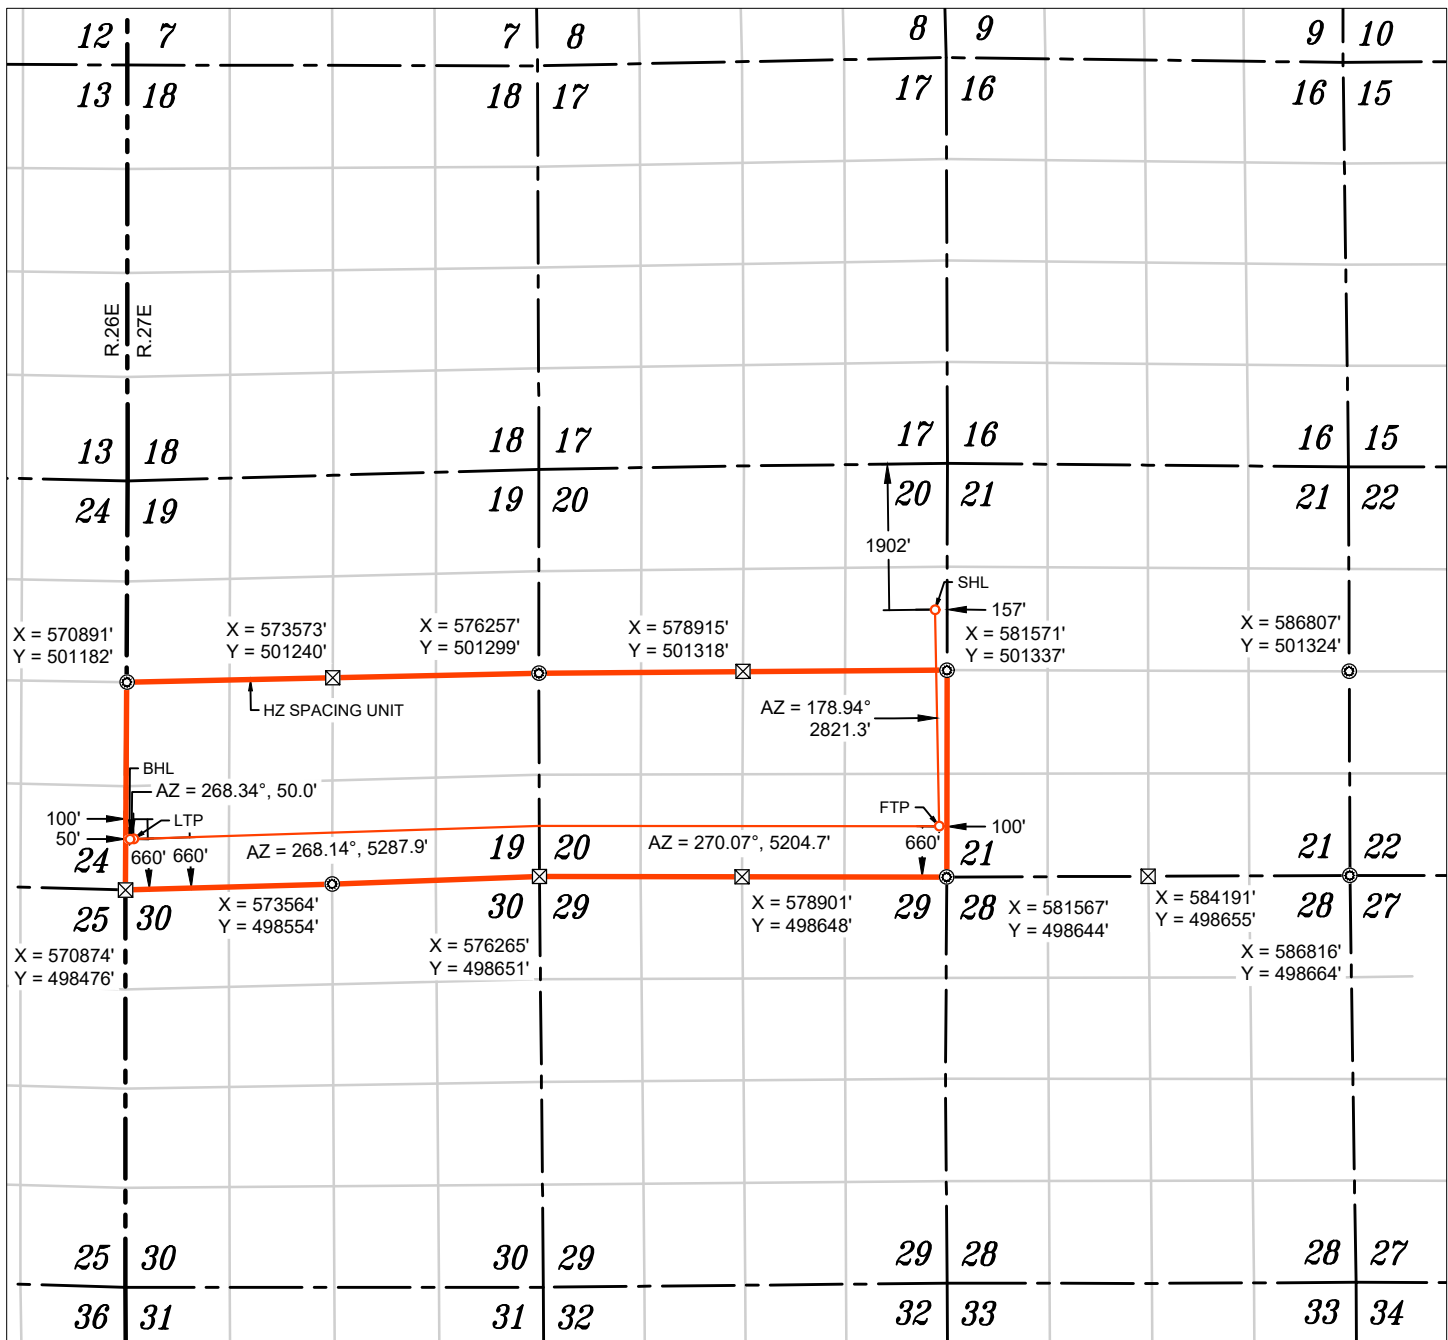 12 7 7 8 8 9 9 10
13 18 18 17 17 16 16 15
R.26E
R.27E
13 18 18 17 17 16 16 15
24 19 19 20 20 21 21 22
1902'
SHL
157'
X = 570891'
Y = 501182'
X = 573573'
Y = 501240'
X = 576257'
Y = 501299'
X = 578915'
Y = 501318'
X = 581571'
Y = 501337'
X = 586807'
Y = 501324'
HZ SPACING UNIT
AZ = 178.94°
2821.3'
BHL
AZ = 268.34°, 50.0'
100'
LTP
50'
FTP
100'
660' 660'
AZ = 268.14°, 5287.9'
AZ = 270.07°, 5204.7'
660'
24 19 20 21 21 22
25 30 30 29 29 28 28 27
X = 573564'
Y = 498554'
X = 578901'
Y = 498648'
X = 581567'
Y = 498644'
X = 584191'
Y = 498655'
X = 570874'
Y = 498476'
X = 576265'
Y = 498651'
X = 586816'
Y = 498664'
25 30 30 29 29 28 28 27
36 31 31 32 32 33 33 34